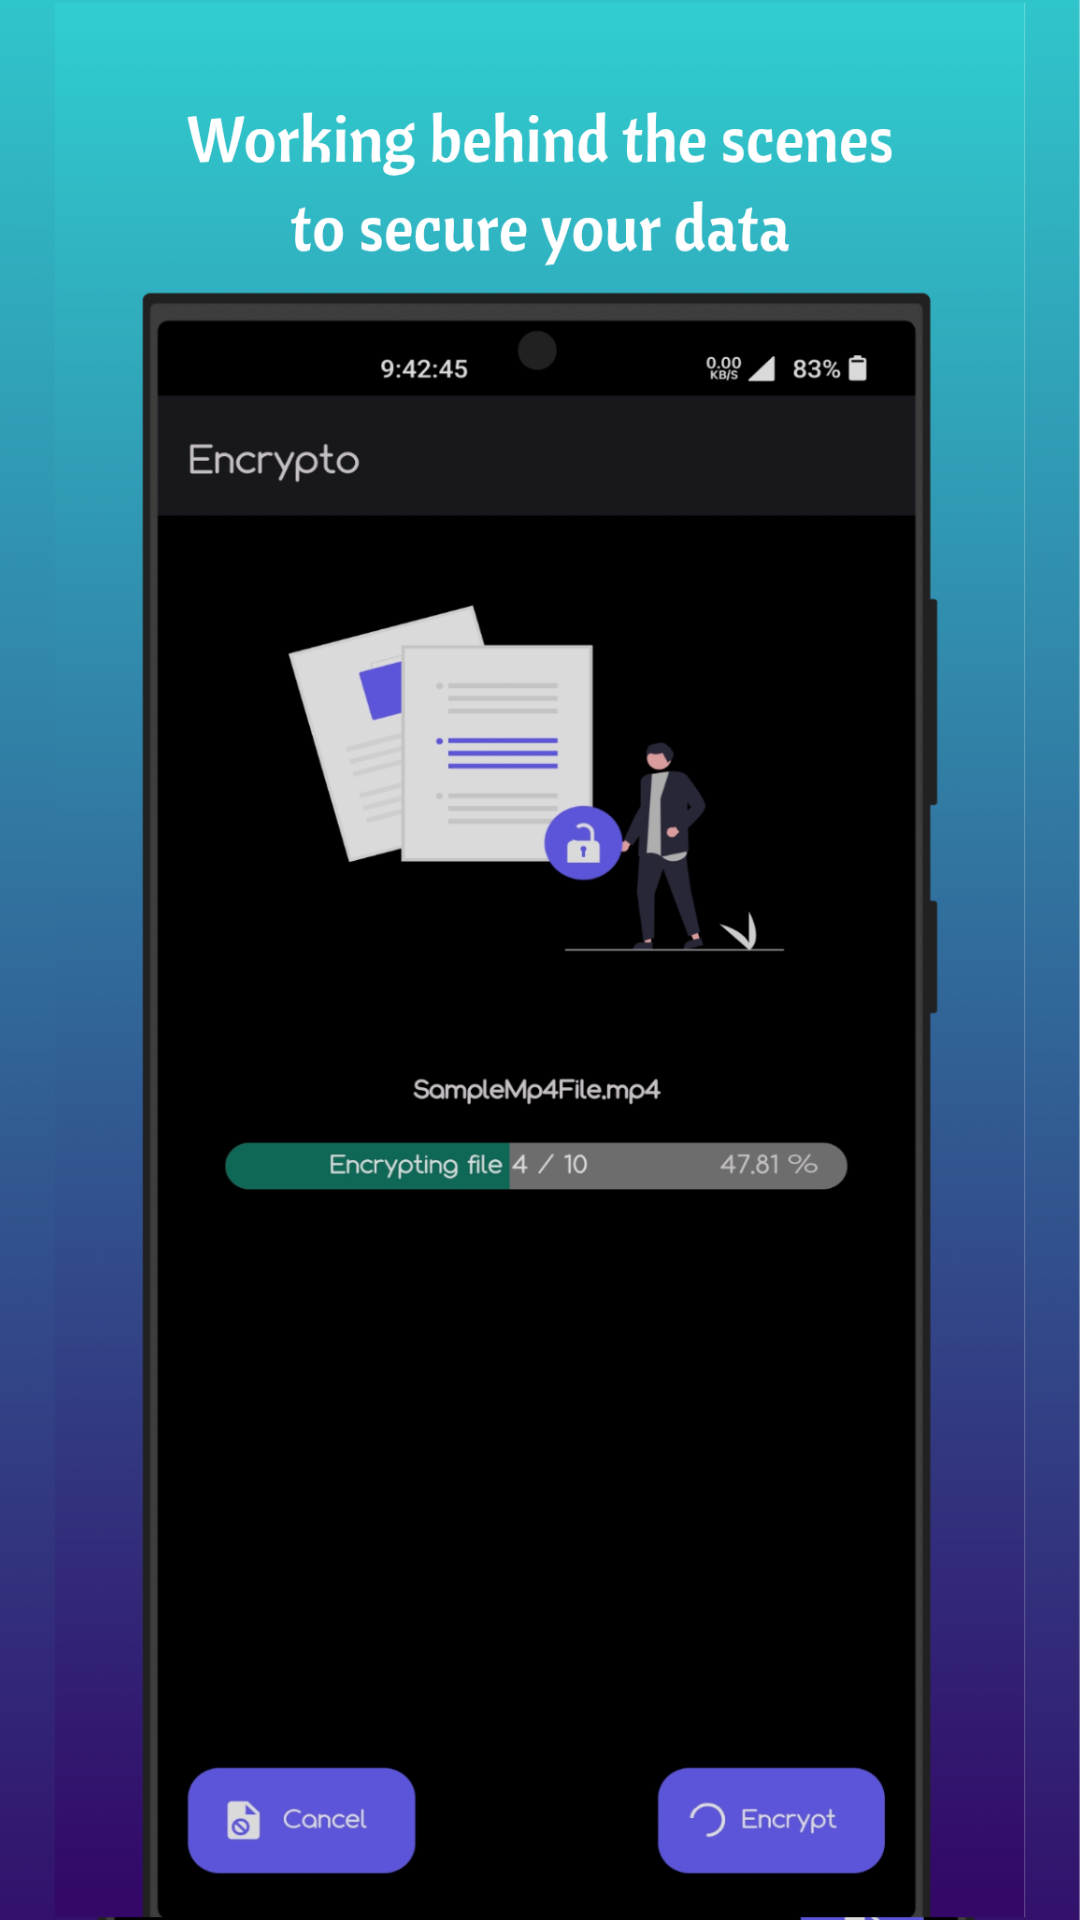 Working behind the scenes
to secure your data
9:42:45
0.00
KB/S
83%
Encrypto
SampleMp4File.mp4
Encrypting file 4 / 10
47.81 %
Cancel
Encrypt